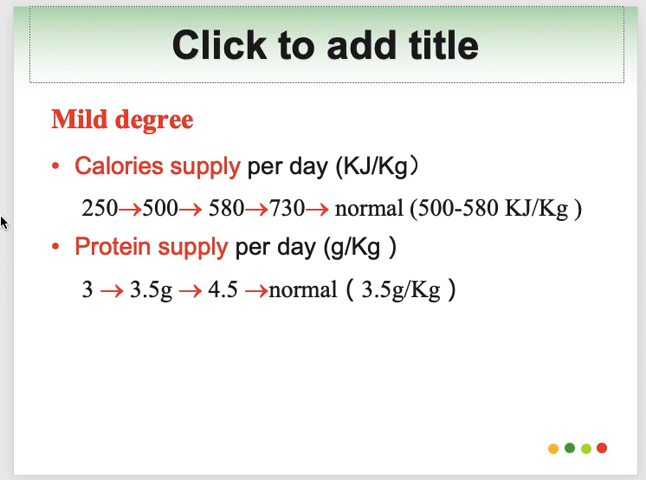 Click to add title
Mild degree
• Calories supply per day (KJ/Kg）
250→500→ 580→730→ normal (500-580 KJ/Kg )
• Protein supply per day (g/Kg )
3 → 3.5g → 4.5 →normal ( 3.5g/Kg )